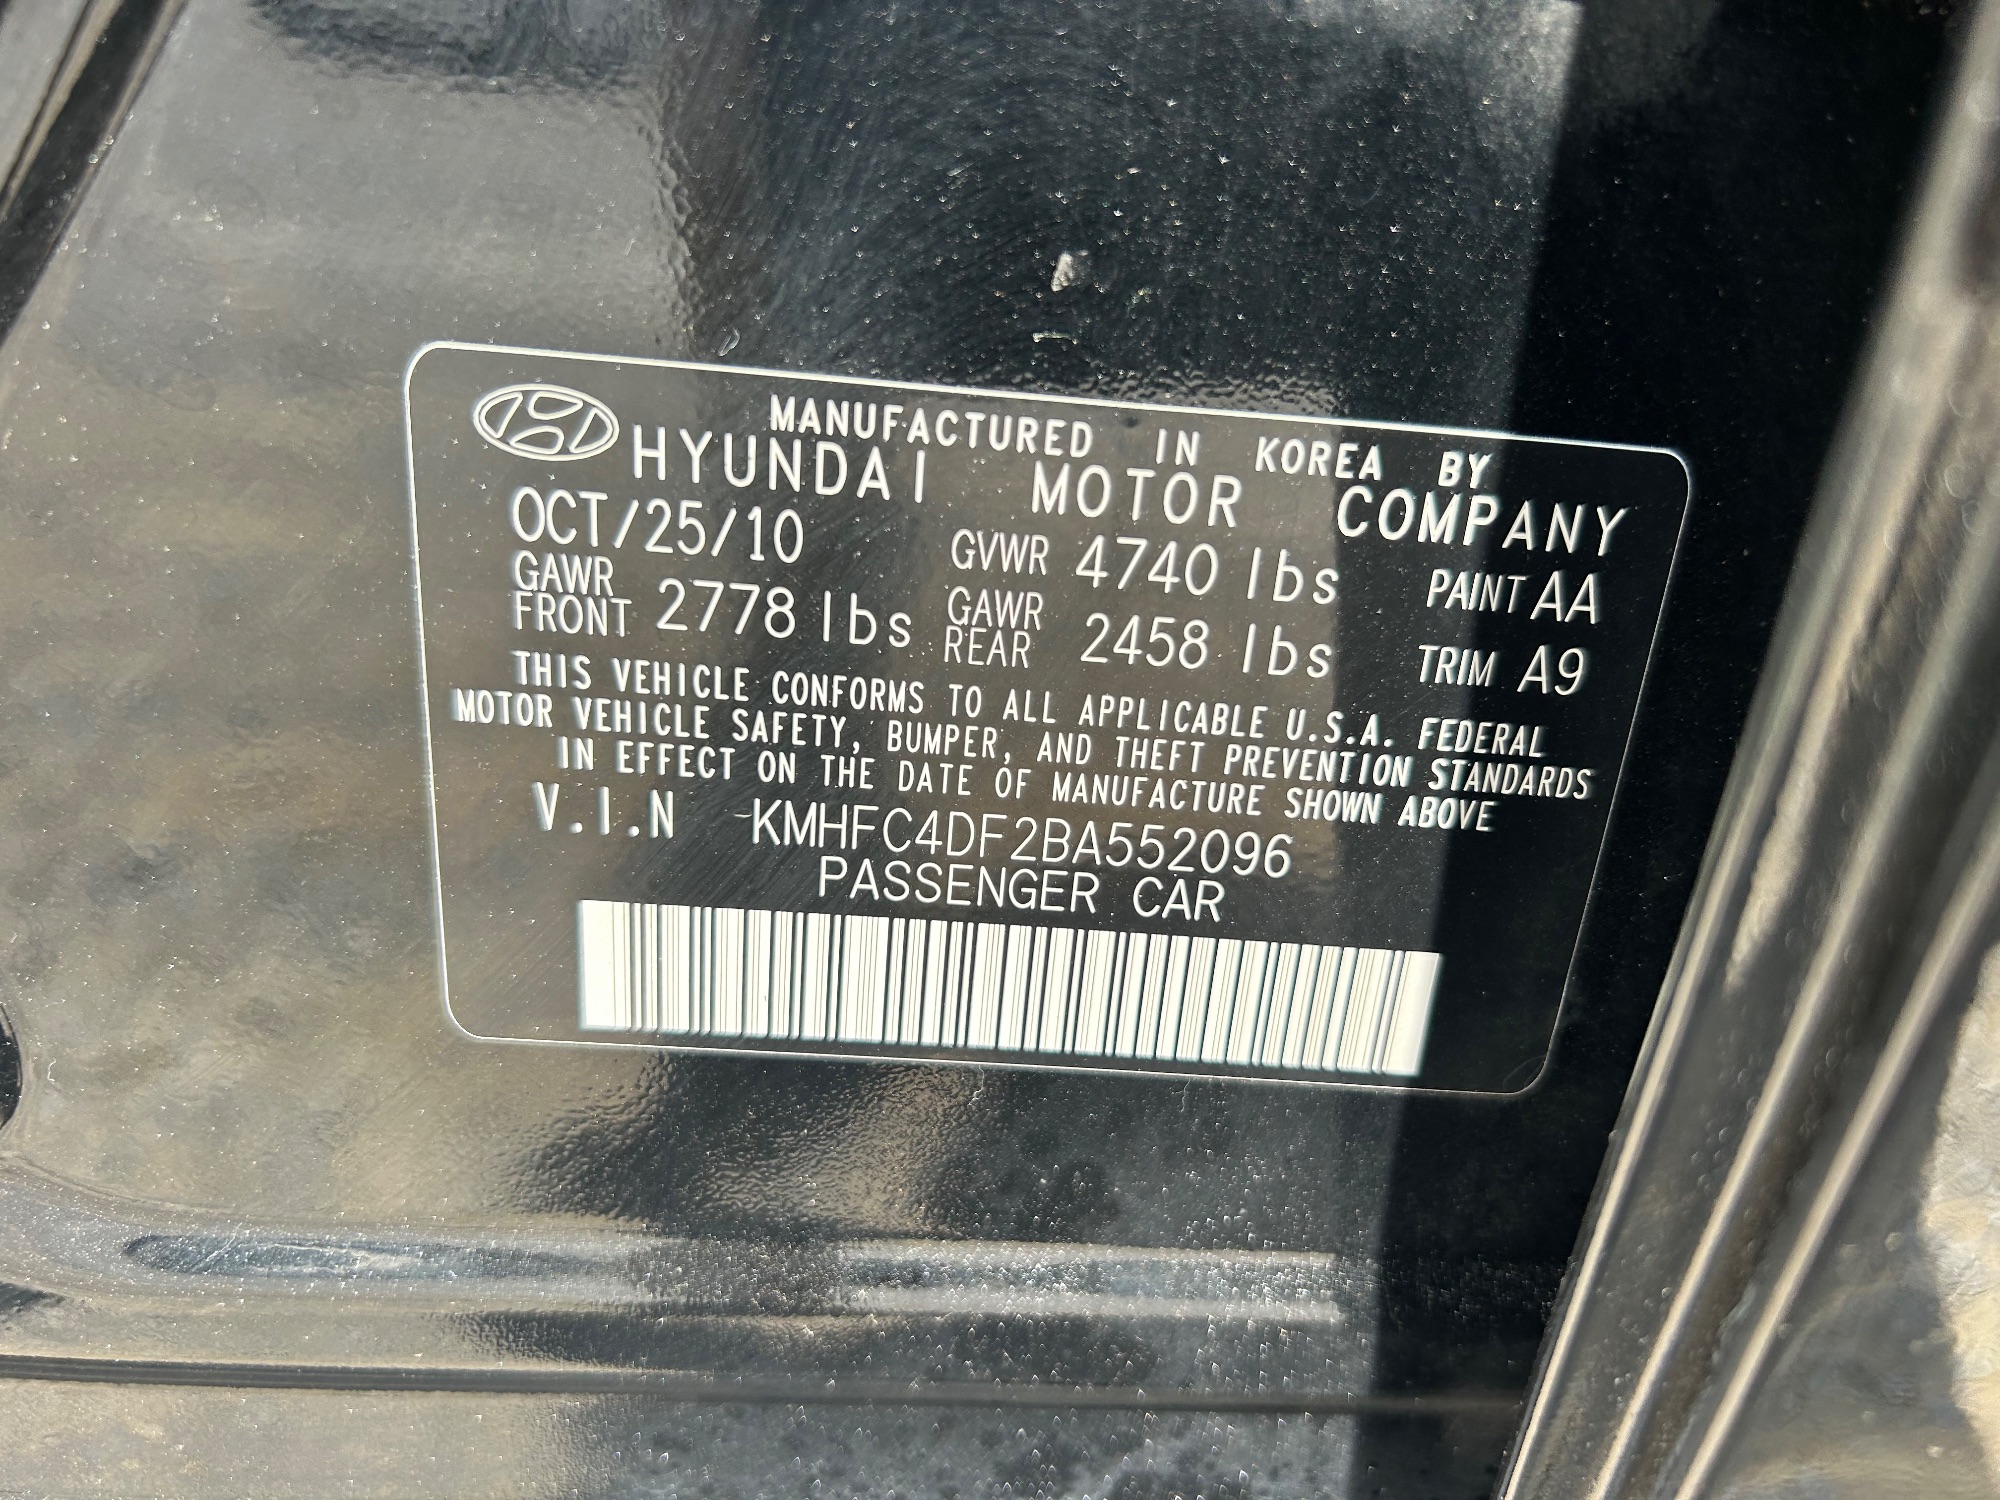 MANUFACTURED IN KOREA BY
HYUNDAI MOTOR COMPANY
OCT/25/10 GVWR 4740 lbs PAINT AA
GAWR FRONT 2778 lbs GAWR REAR 2458 lbs TRIM A9
THIS VEHICLE CONFORMS TO ALL APPLICABLE U.S.A. FEDERAL
MOTOR VEHICLE SAFETY, BUMPER, AND THEFT PREVENTION STANDARDS
IN EFFECT ON THE DATE OF MANUFACTURE SHOWN ABOVE
V.I.N KMHFC4DF2BA552096
PASSENGER CAR